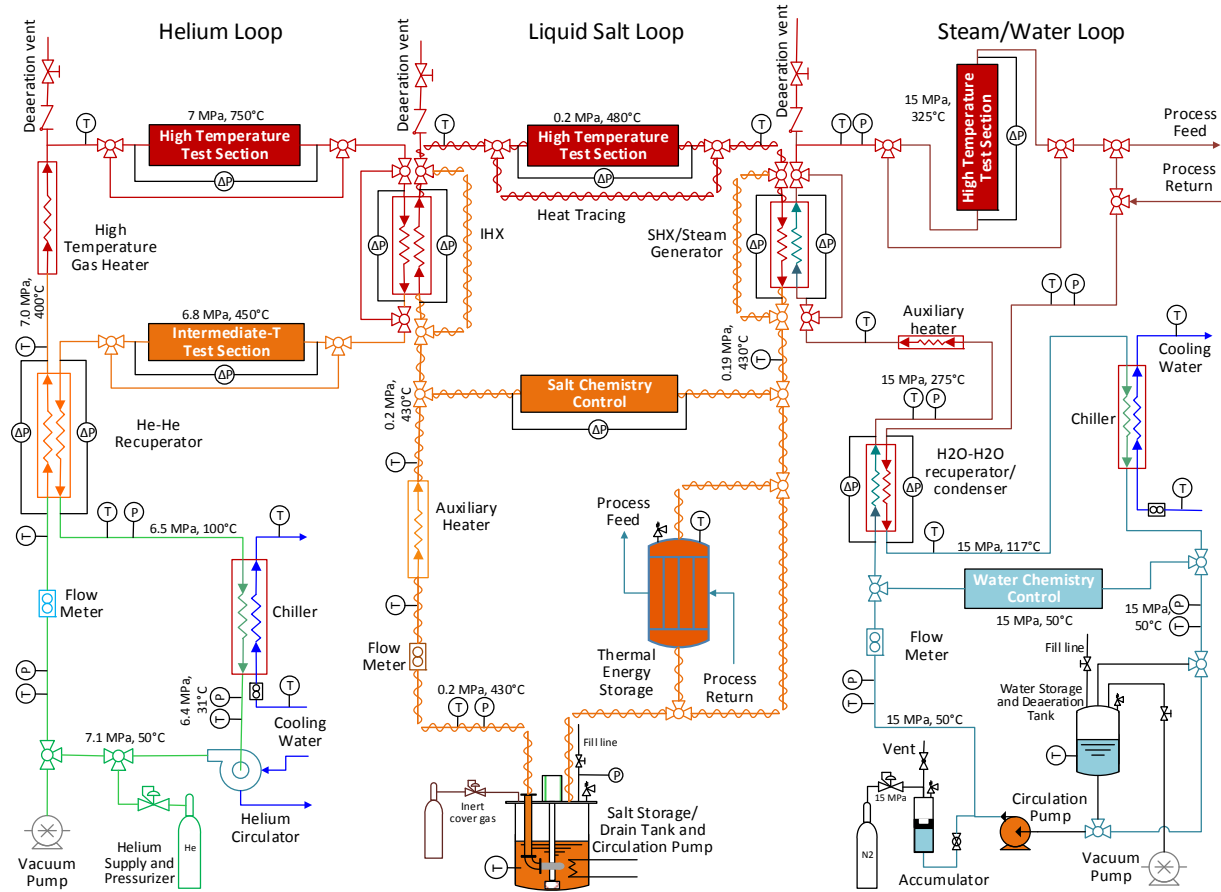 Helium Loop
Liquid Salt Loop
Steam/Water Loop
Deaeration vent
Deaeration vent
Deaeration vent
T
7 MPa, 750°C
High Temperature
Test Section
ΔP
High
Temperature
Gas Heater
7.0 MPa,
400°C
T
6.8 MPa, 450°C
Intermediate-T
Test Section
ΔP
ΔP
ΔP
He-He
Recuperator
T
T
P
6.5 MPa, 100°C
T
Flow
Meter
Chiller
P
T
P
T
6.4 MPa,
31°C
T
Cooling
Water
7.1 MPa, 50°C
Helium
Circulator
Vacuum
Pump
He
Helium
Supply and
Pressurizer
T
0.2 MPa, 480°C
T
High Temperature
Test Section
ΔP
Heat Tracing
ΔP
ΔP
IHX
SHX/Steam
Generator
ΔP
ΔP
0.2 MPa,
430°C
0.19 MPa,
430°C
T
Salt Chemistry
Control
ΔP
T
Auxiliary
Heater
T
Flow
Meter
Process
Feed
T
Thermal
Energy
Storage
Process
Return
0.2 MPa, 430°C
T
P
Fill line
P
Inert
cover gas
T
Salt Storage/
Drain Tank and
Circulation Pump
T
P
15 MPa,
325°C
High Temperature
Test Section
ΔP
Process
Feed
Process
Return
T
P
T
Auxiliary
heater
15 MPa, 275°C
T
P
T
Cooling
Water
Chiller
T
ΔP
ΔP
H2O-H2O
recuperator/
condenser
T
15 MPa, 117°C
Water Chemistry
Control
15 MPa, 50°C
15 MPa,
50°C
P
T
Flow
Meter
P
T
Fill line
Water Storage
and Deaeration
Tank
T
15 MPa, 50°C
Vent
15 MPa
N2
Accumulator
Circulation
Pump
Vacuum
Pump